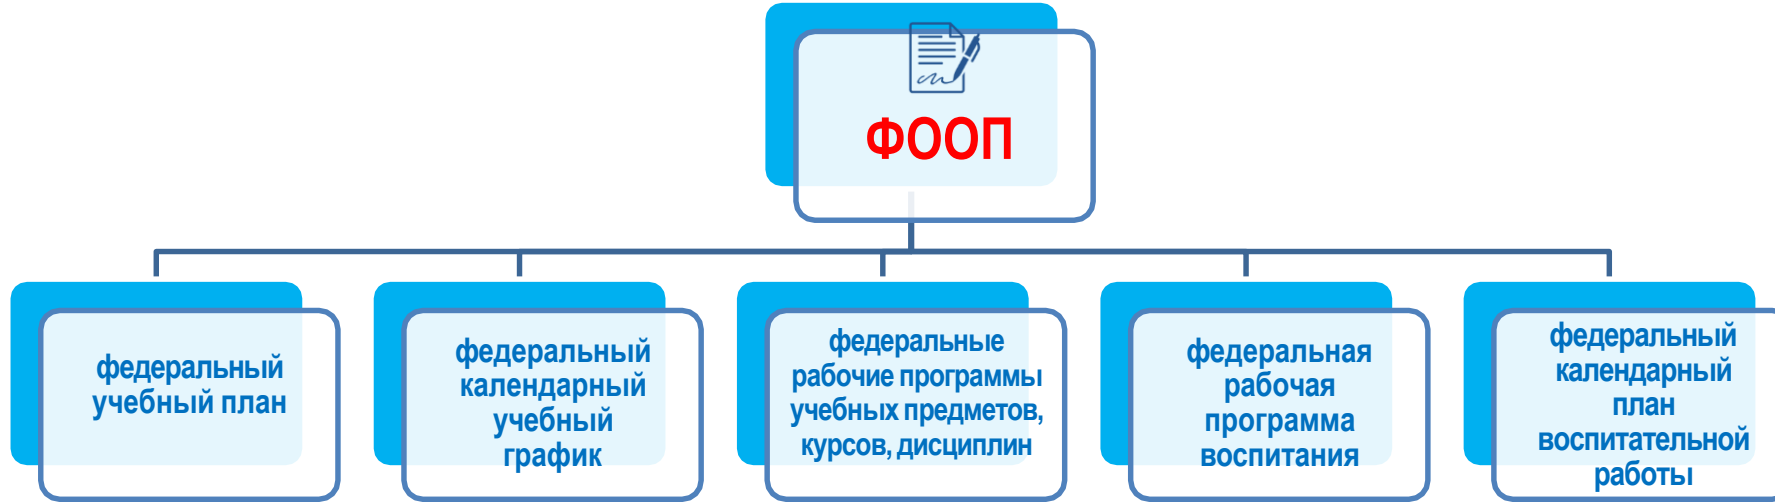 ФООП
федеральный
учебный план
федеральный
календарный
учебный
график
федеральные
рабочие программы
учебных предметов,
курсов, дисциплин
федеральная
рабочая
программа
воспитания
федеральный
календарный
план
воспитательной
работы